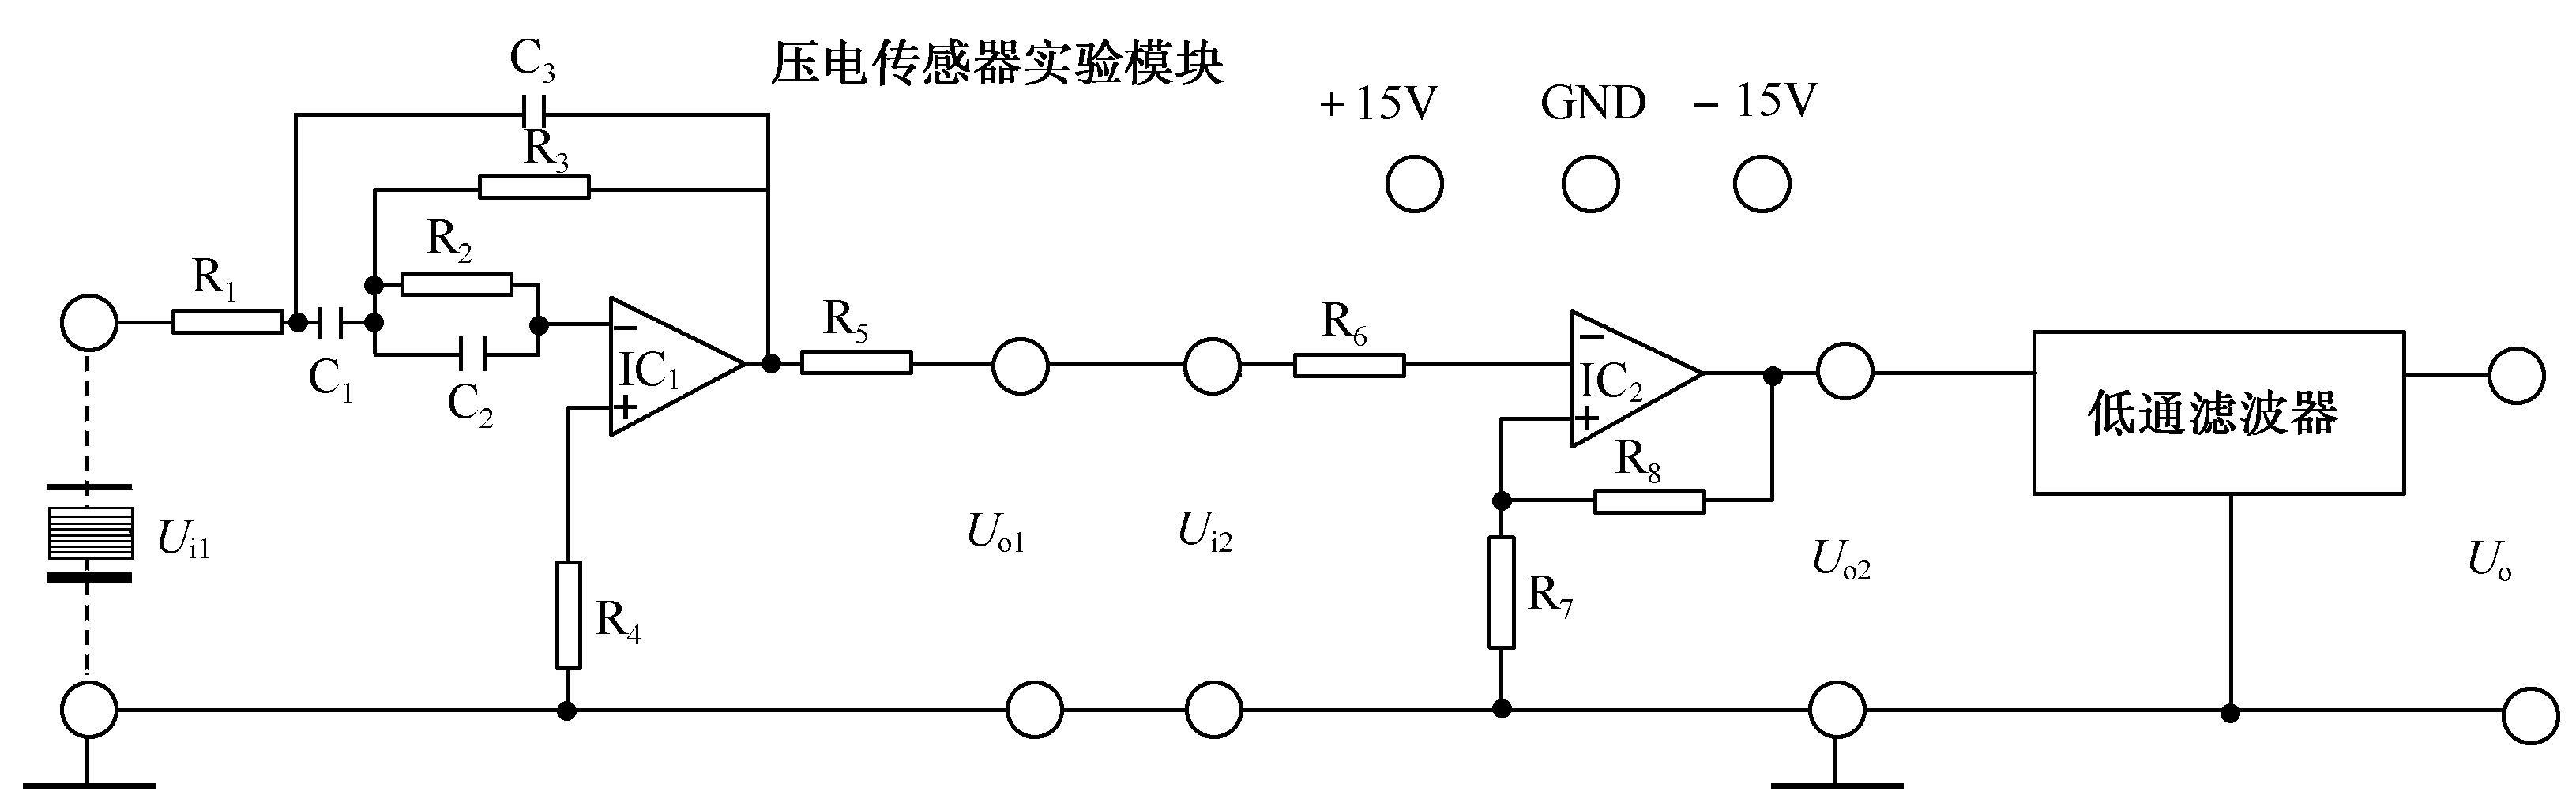 压电传感器实验模块
C3
+15V GND −15V
R3
R2
R1
R5
R6
C1
IC1
−
+
C2
IC2
−
+
低通滤波器
R8
Ui1
Uo1
Ui2
Uo2
Uo
R4
R7